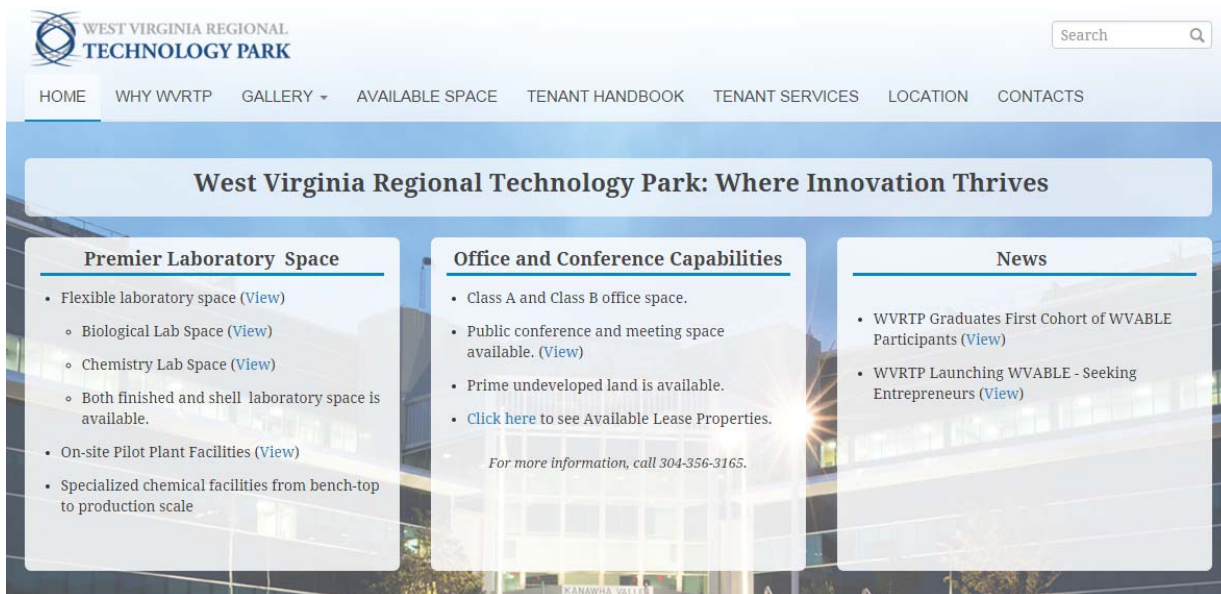 WEST VIRGINIA REGIONAL
TECHNOLOGY PARK
Search
HOME WHY WVRTP GALLERY AVAILABLE SPACE TENANT HANDBOOK TENANT SERVICES LOCATION CONTACTS
West Virginia Regional Technology Park: Where Innovation Thrives
Premier Laboratory Space
• Flexible laboratory space (View)
◦ Biological Lab Space (View)
◦ Chemistry Lab Space (View)
◦ Both finished and shell laboratory space is
available.
• On-site Pilot Plant Facilities (View)
• Specialized chemical facilities from bench-top
to production scale
Office and Conference Capabilities
• Class A and Class B office space.
• Public conference and meeting space
available. (View)
• Prime undeveloped land is available.
• Click here to see Available Lease Properties.
For more information, call 304-356-3165.
News
• WVRTP Graduates First Cohort of WVABLE
Participants (View)
• WVRTP Launching WVABLE - Seeking
Entrepreneurs (View)
KANAWHA VALLEY